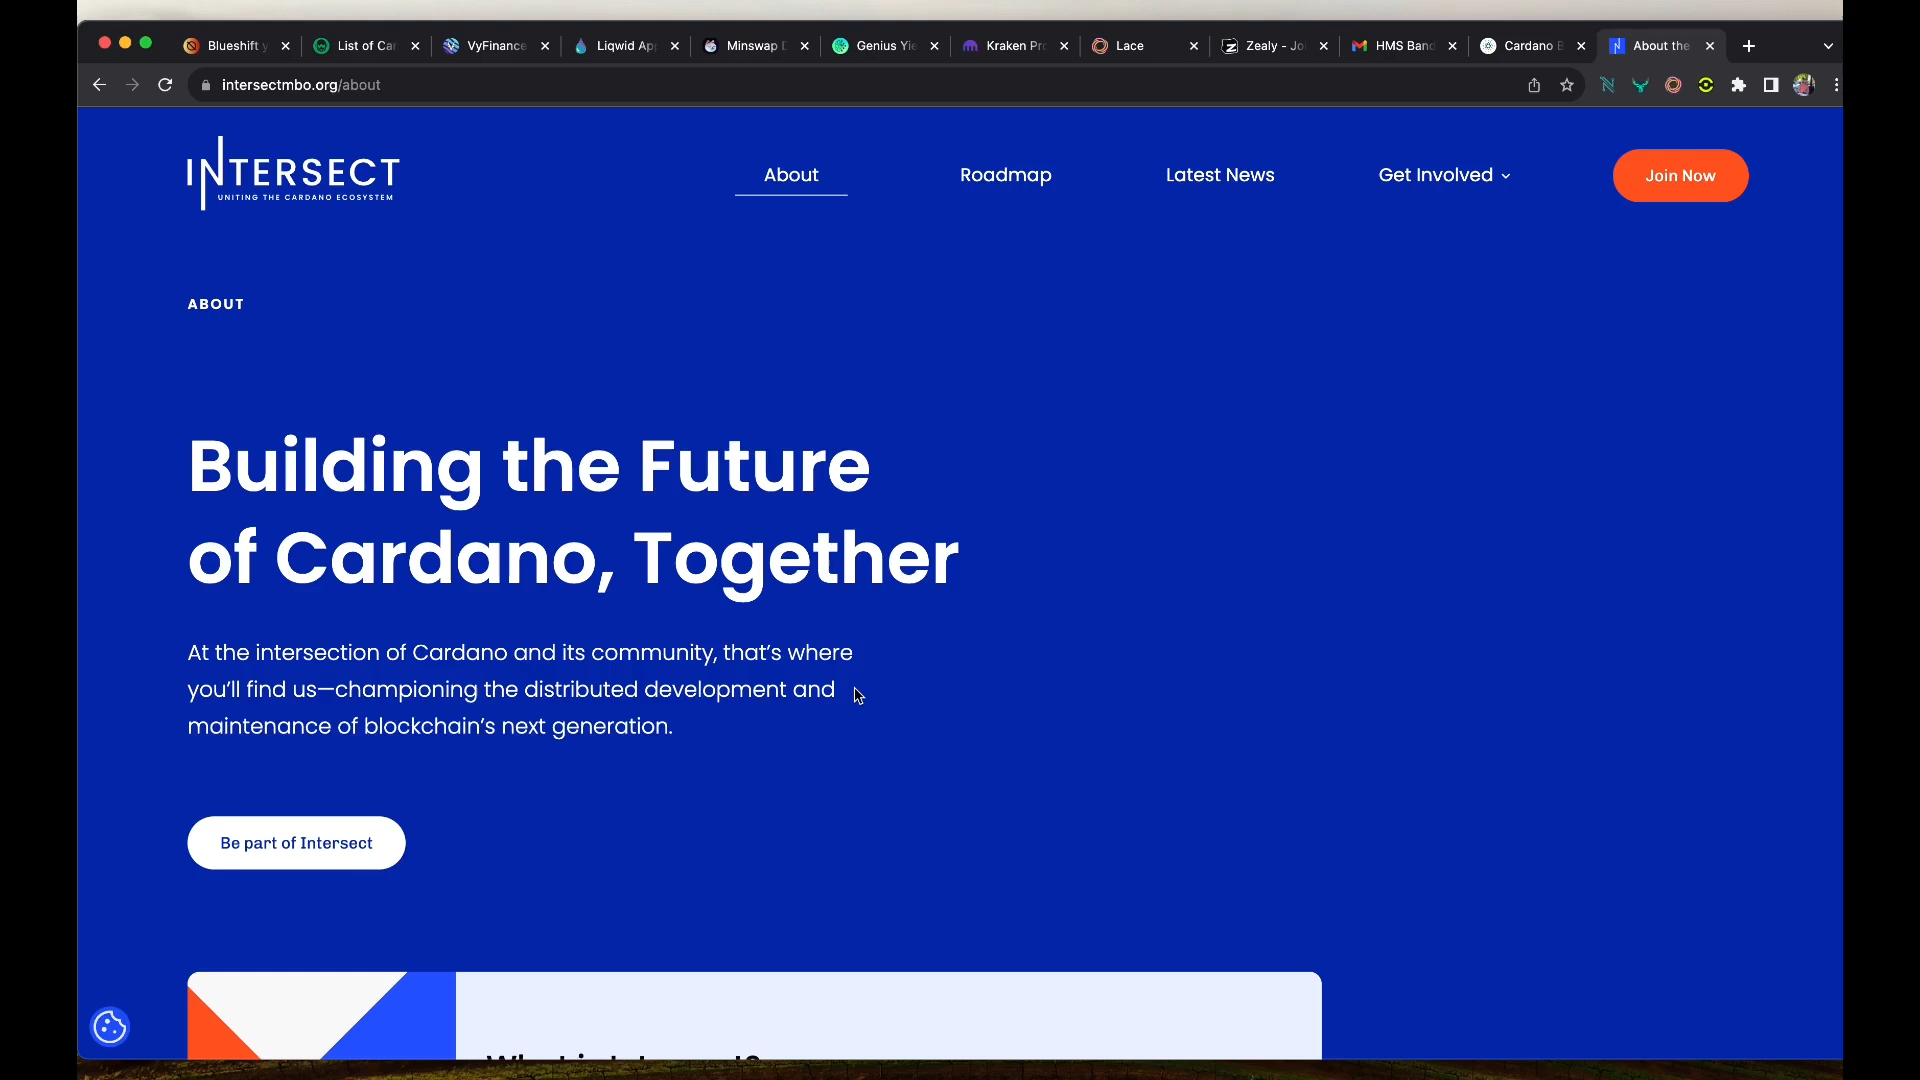 Blueshift
List of Car
VyFinance
Liqwid Ap
Minswap
Genius Yie
Kraken Pro
Lace
Zealy - Jo
HMS Band
Cardano
About the
intersectmbo.org/about
INTERSECT
UNITING THE CARDANO ECOSYSTEM
About
Roadmap
Latest News
Get Involved
Join Now
ABOUT
Building the Future
of Cardano, Together
At the intersection of Cardano and its community, that’s where
you’ll find us—championing the distributed development and
maintenance of blockchain’s next generation.
Be part of Intersect